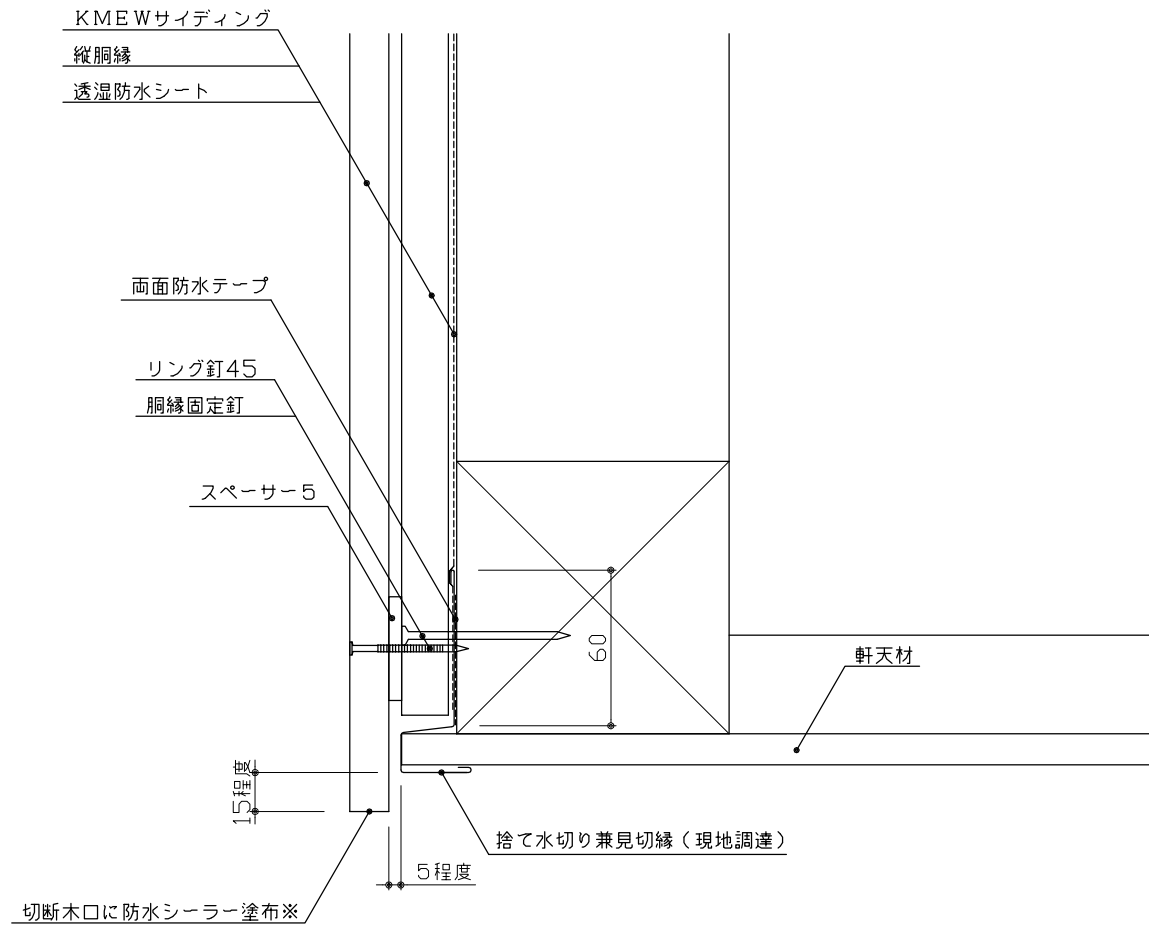 KMEWサイディング
縦胴縁
透湿防水シート
両面防水テープ
リング釘45
胴縁固定釘
スペーサー5
60
軒天材
15程度
捨て水切り兼見切縁(現地調達)
5程度
切断木口に防水シーラー塗布※